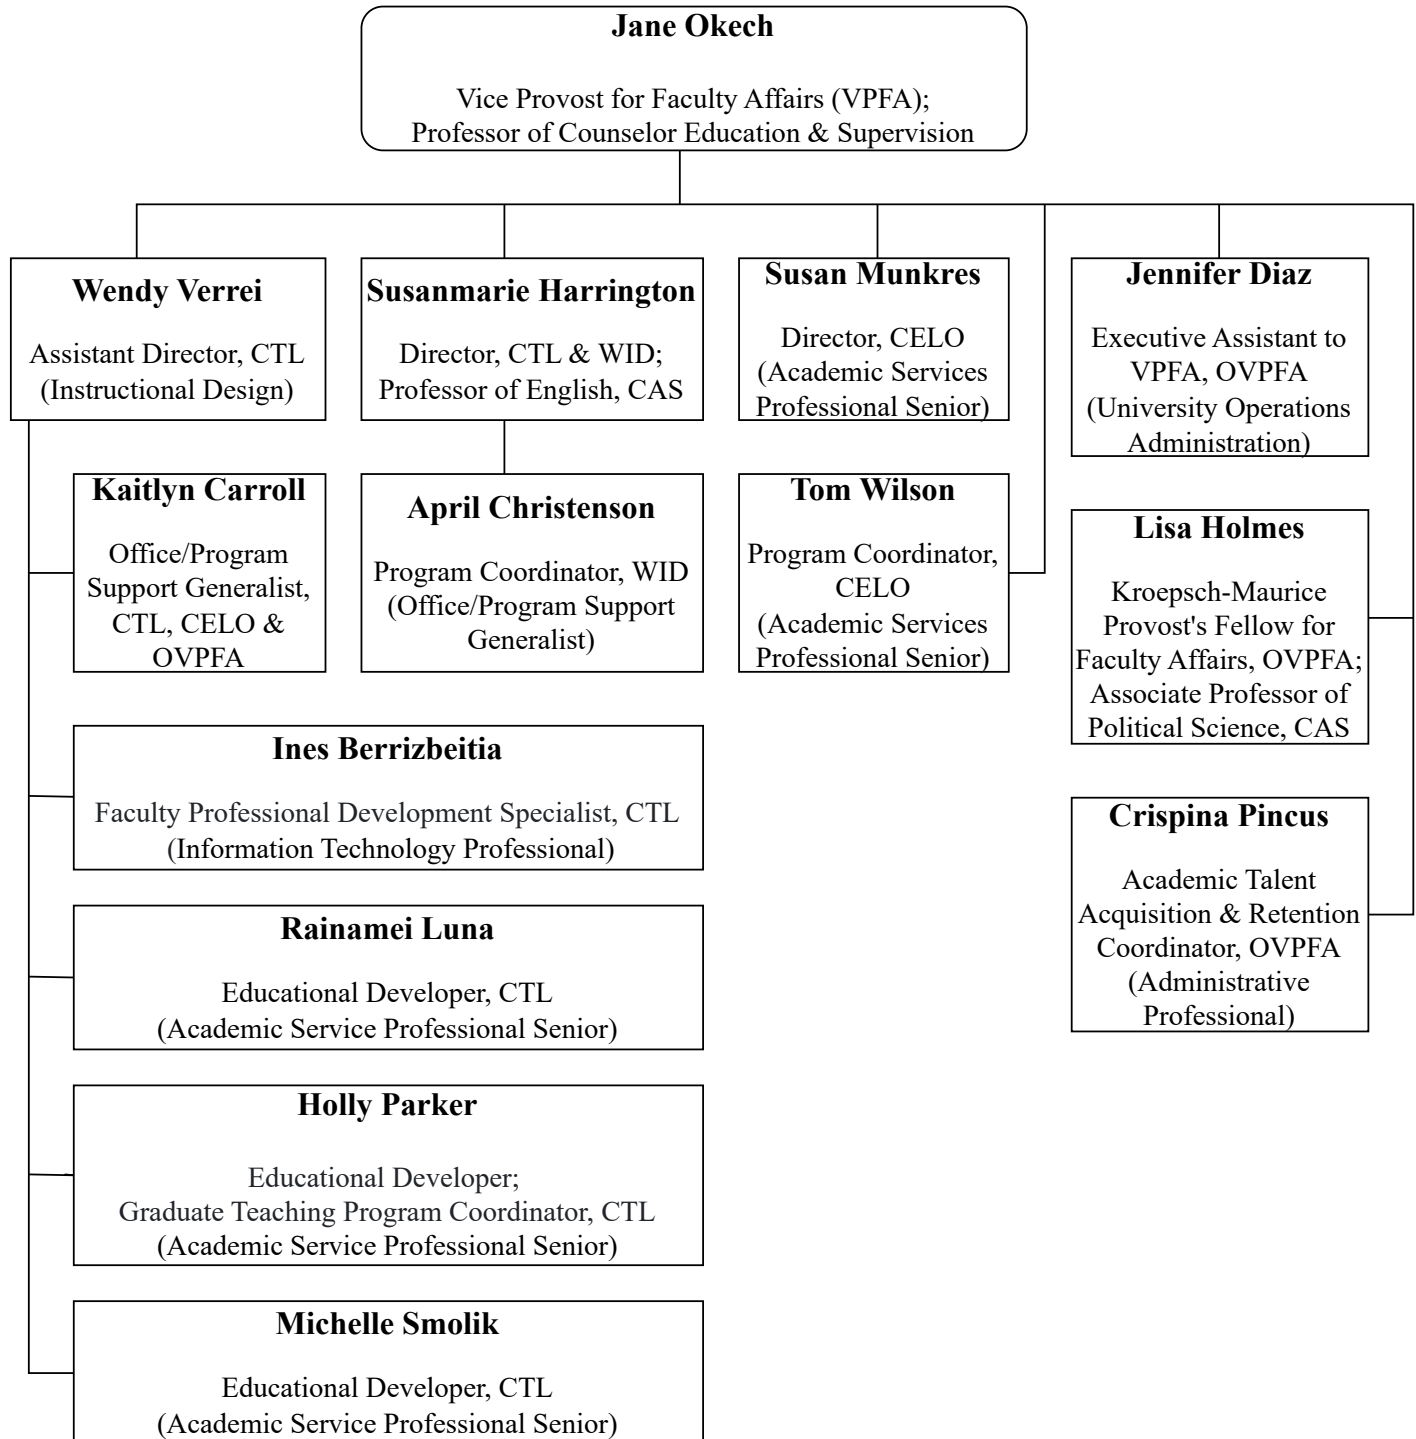 Jane Okech
Vice Provost for Faculty Affairs (VPFA);
Professor of Counselor Education & Supervision
Wendy Verrei
Assistant Director, CTL
(Instructional Design)
Susanmarie Harrington
Director, CTL & WID;
Professor of English, CAS
Susan Munkres
Director, CELO
(Academic Services
Professional Senior)
Jennifer Diaz
Executive Assistant to
VPFA, OVPFA
(University Operations
Administration)
Kaitlyn Carroll
Office/Program
Support Generalist,
CTL, CELO &
OVPFA
April Christenson
Program Coordinator, WID
(Office/Program Support
Generalist)
Tom Wilson
Program Coordinator,
CELO
(Academic Services
Professional Senior)
Lisa Holmes
Kroepsch-Maurice
Provost's Fellow for
Faculty Affairs, OVPFA;
Associate Professor of
Political Science, CAS
Ines Berrizbeitia
Faculty Professional Development Specialist, CTL
(Information Technology Professional)
Crispina Pincus
Academic Talent
Acquisition & Retention
Coordinator, OVPFA
(Administrative
Professional)
Rainamei Luna
Educational Developer, CTL
(Academic Service Professional Senior)
Holly Parker
Educational Developer;
Graduate Teaching Program Coordinator, CTL
(Academic Service Professional Senior)
Michelle Smolik
Educational Developer, CTL
(Academic Service Professional Senior)